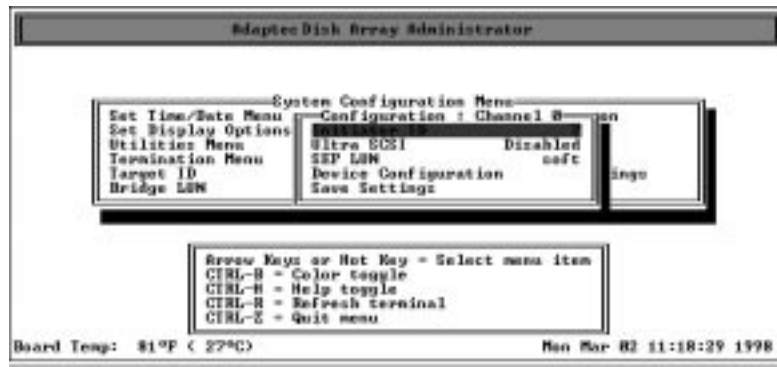 Adaptec Disk Array Administrator
System Configuration Menu
Set Time/Date Menu
Configuration : Channel 0
Set Display Options
Initiator ID 7
Utilities Menu
Ultra SCSI Disabled
Termination Menu
SEP LUN soft
Target ID
Device Configuration
ings
Bridge LUN
Save Settings
Arrow Keys or Hot Key = Select menu item
CTRL-B = Color toggle
CTRL-H = Help toggle
CTRL-R = Refresh terminal
CTRL-Z = Quit menu
Board Temp: 81°F ( 27°C)
Mon Mar 02 11:18:29 1998